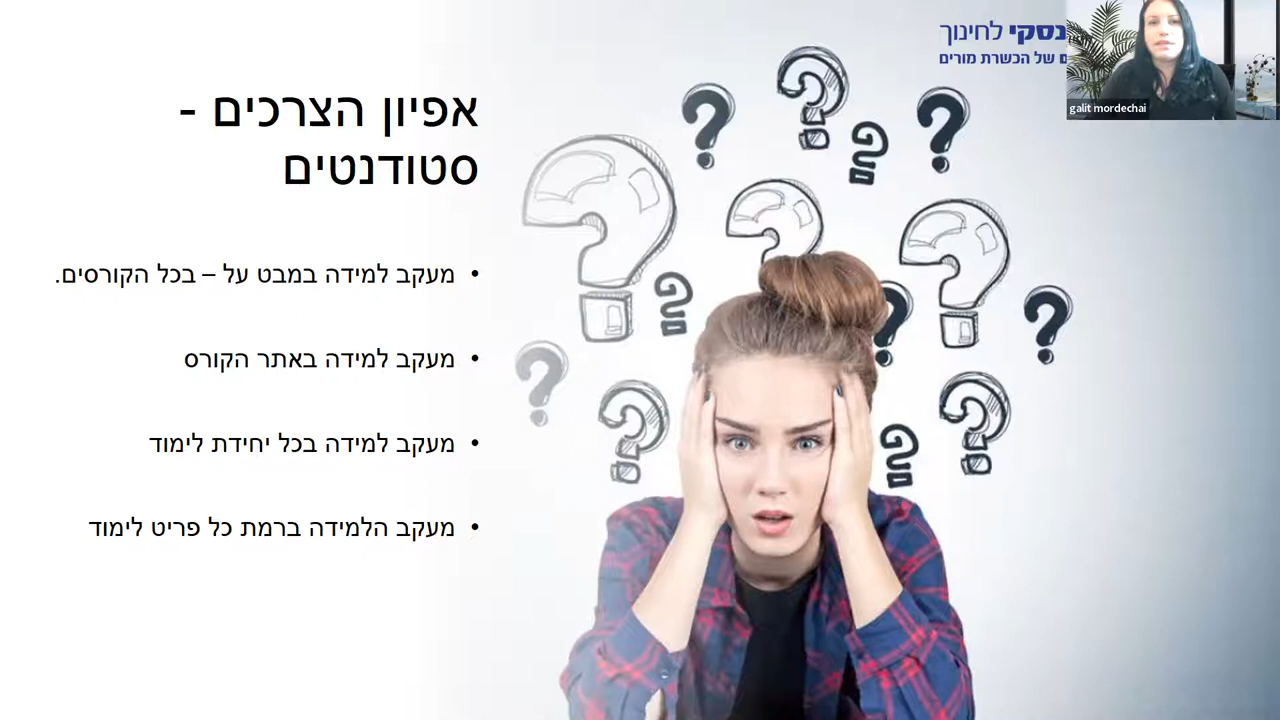 נסקי לחינוך
של הכשרת מורים
galit mordechai
אפיון הצרכים -
סטודנטים
• מעקב למידה במבט על – בכל הקורסים.
• מעקב למידה באתר הקורס
• מעקב למידה בכל יחידת לימוד
• מעקב הלמידה ברמת כל פריט לימוד